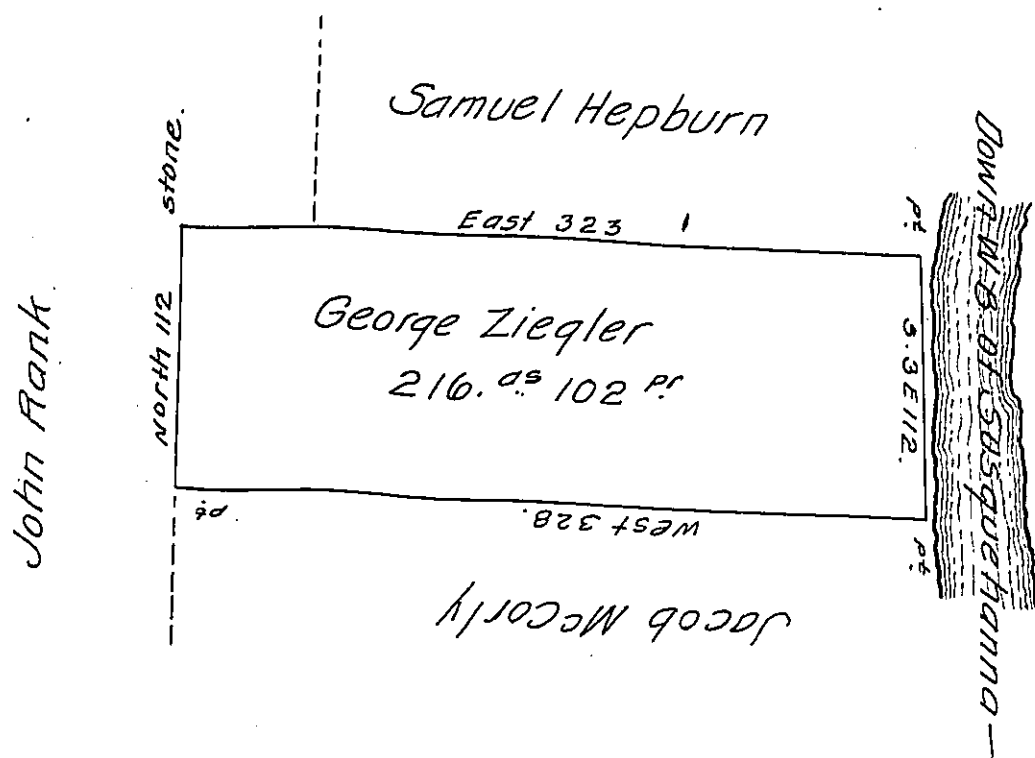 Samuel Hepburn
stone.
pt.
East 323
George Ziegler
216. as 102 pr.
North 112
S. 3 E 112.
John Rank
Down W B of Susquehanna
pt.
West 328.
pt.
Jacob McCorly